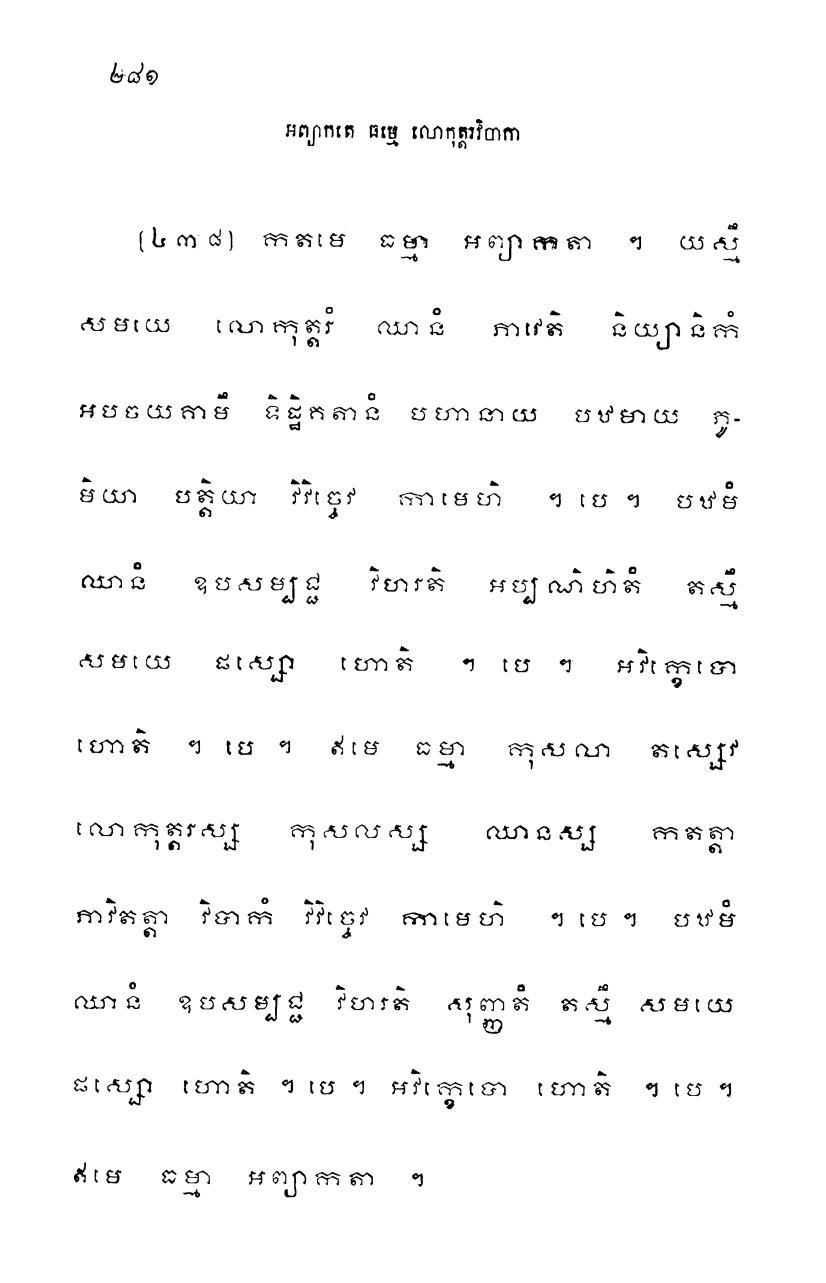 ២៨១
អព្យាកតេ ធម្មេ លោកុត្តរវិបាកា
[៤៣៨] កតមេ ធម្មា អព្យាកតា ។ យស្មឹ
សមយេ លោកុត្តរំ ឈានំ ភាវេតិ និយ្យានិកំ
អបចយគាមឹ ទិដ្ឋិគតានំ បហានាយ បឋមាយ ភូ-
មិយា បត្តិយា វិវិច្ចេវ កាមេហិ ។ បេ ។ បឋមំ
ឈានំ ឧបសម្បជ្ជ វិហរតិ អប្បណិហិតំ តស្មឹ
សមយេ ផស្សោ ហោតិ ។ បេ ។ អវិក្ខេបោ
ហោតិ ។ បេ ។ ឥមេ ធម្មា កុសលា តស្សេវ
លោកុត្តរស្ស កុសលស្ស ឈានស្ស កតត្តា
ភាវិតត្តា វិបាកំ វិវិច្ចេវ កាមេហិ ។ បេ ។ បឋមំ
ឈានំ ឧបសម្បជ្ជ វិហរតិ សុញ្ញតំ តស្មឹ សមយេ
ផស្សោ ហោតិ ។ បេ ។ អវិក្ខេបោ ហោតិ ។ បេ ។
ឥមេ ធម្មា អព្យាកតា ។